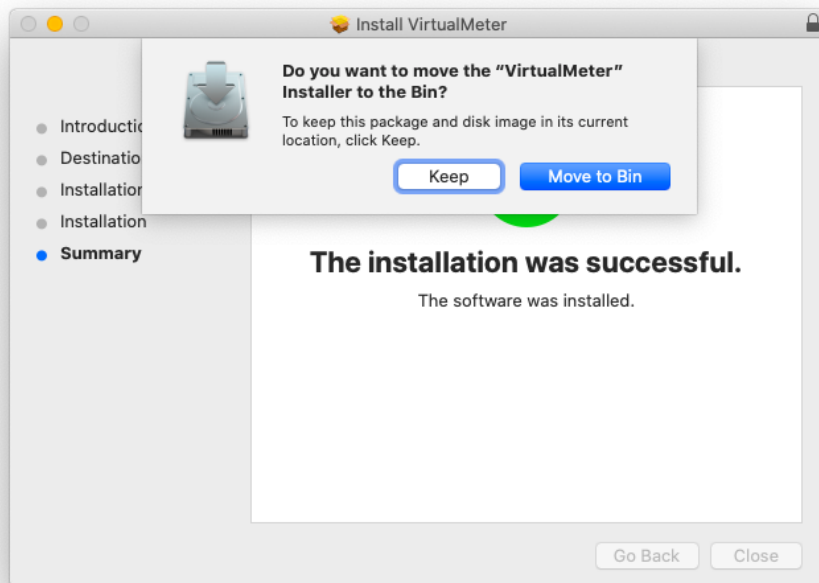 Install VirtualMeter
Do you want to move the “VirtualMeter”
Installer to the Bin?
To keep this package and disk image in its current
location, click Keep.
Keep
Move to Bin
Introductio
Destinatio
Installation
Installation
Summary
The installation was successful.
The software was installed.
Go Back
Close